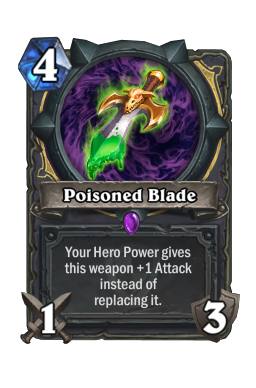 4
Poisoned Blade
Your Hero Power gives
this weapon +1 Attack
instead of
replacing it.
1
3